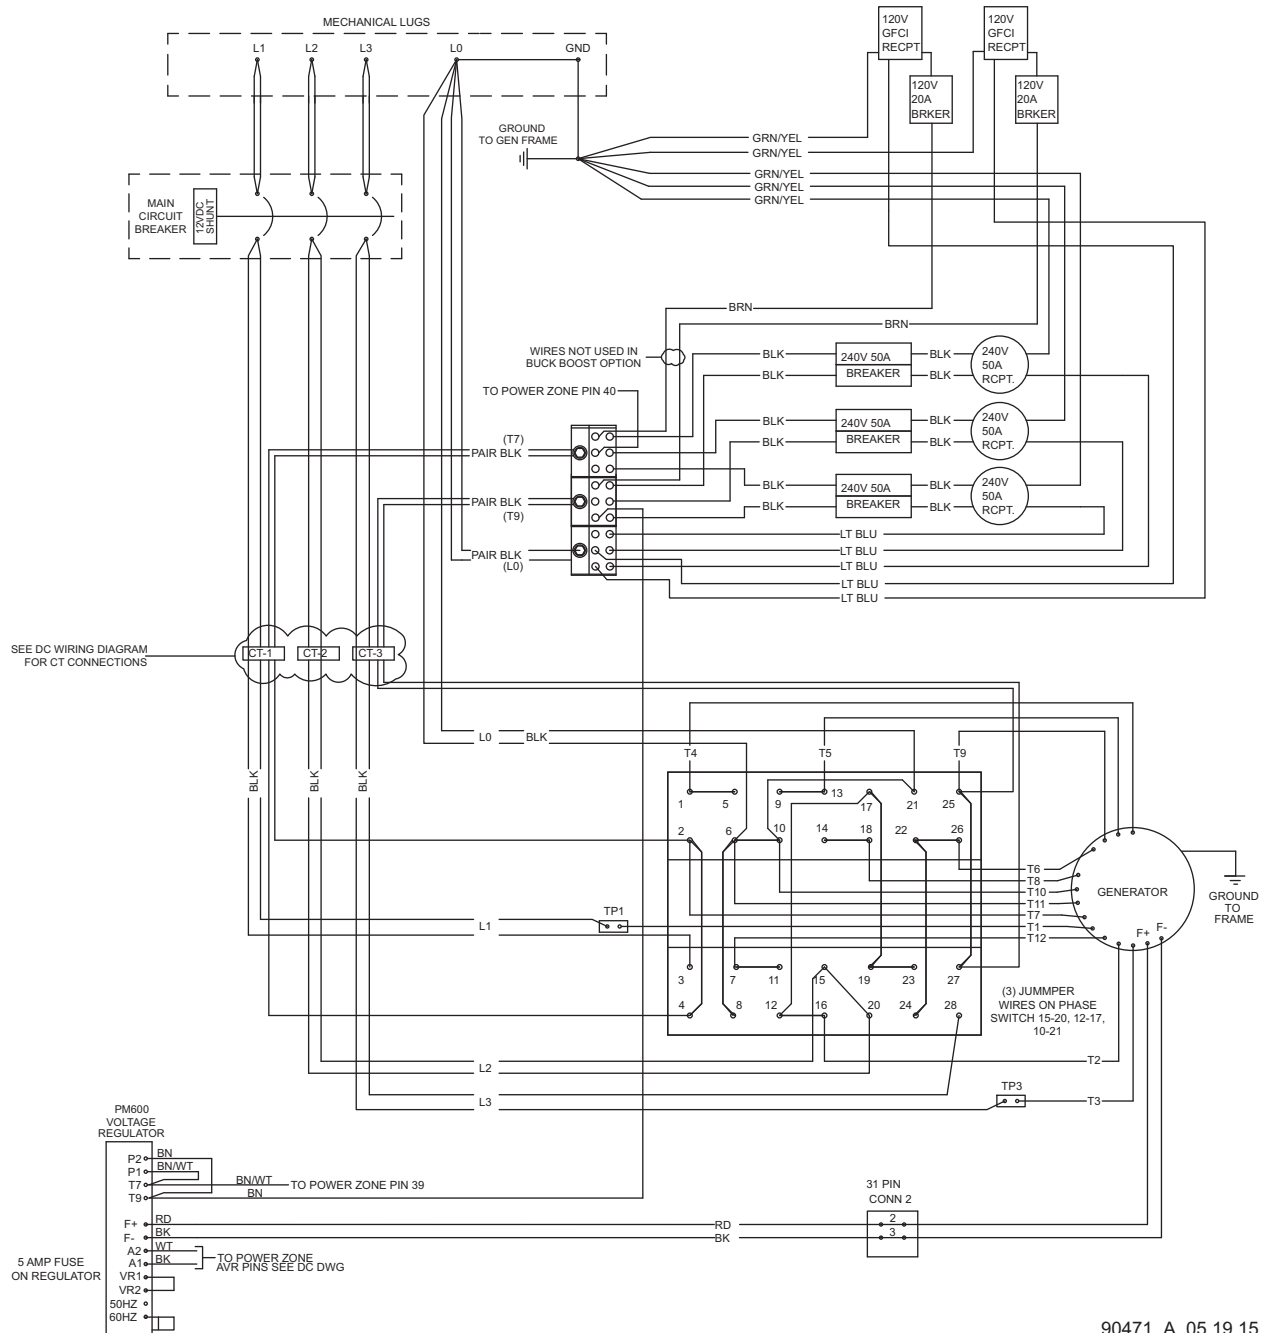 MECHANICAL LUGS
L1
L2
L3
L0
GND
120V
GFCI
RECPT
120V
GFCI
RECPT
120V
20A
BRKER
120V
20A
BRKER
GROUND
TO GEN FRAME
GRN/YEL
GRN/YEL
GRN/YEL
GRN/YEL
GRN/YEL
MAIN
CIRCUIT
BREAKER
12VDC
SHUNT
BRN
BRN
WIRES NOT USED IN
BUCK BOOST OPTION
TO POWER ZONE PIN 40
BLK
BLK
240V 50A
BREAKER
BLK
BLK
240V
50A
RCPT.
BLK
BLK
240V 50A
BREAKER
BLK
BLK
240V
50A
RCPT.
BLK
BLK
240V 50A
BREAKER
BLK
BLK
240V
50A
RCPT.
(T7)
PAIR BLK
PAIR BLK
(T9)
PAIR BLK
(L0)
LT BLU
LT BLU
LT BLU
LT BLU
LT BLU
SEE DC WIRING DIAGRAM
FOR CT CONNECTIONS
CT-1
CT-2
CT-3
L0
BLK
BLK
BLK
BLK
T4
T5
T9
1
5
9
13
17
21
25
2
6
10
14
18
22
26
T6
T8
T10
T11
T7
T1
T12
GENERATOR
F+
F-
GROUND
TO
FRAME
TP1
L1
3
7
11
15
19
23
27
4
8
12
16
20
24
28
(3) JUMMPER
WIRES ON PHASE
SWITCH 15-20, 12-17,
10-21
L2
T2
L3
TP3
T3
PM600
VOLTAGE
REGULATOR
P2
BN
P1
BN/WT
T7
BN/WT
TO POWER ZONE PIN 39
T9
BN
F+
RD
RD
F-
BK
BK
A2
WT
A1
BK
TO POWER ZONE
AVR PINS SEE DC DWG
VR1
VR2
50HZ
60HZ
5 AMP FUSE
ON REGULATOR
31 PIN
CONN 2
2
3
90471_A_05.19.15